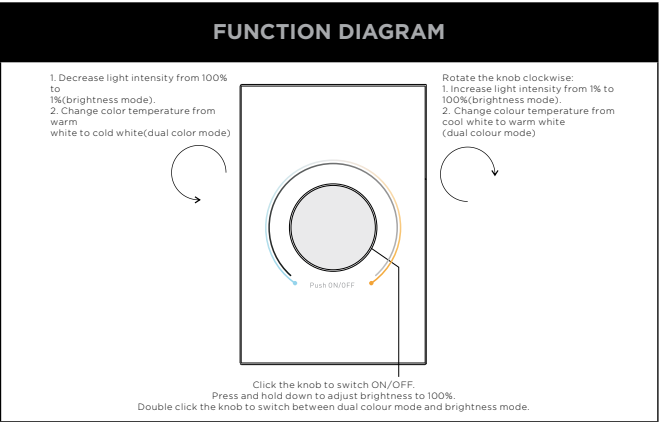 FUNCTION DIAGRAM
1. Decrease light intensity from 100%
to
1%(brightness mode).
2. Change color temperature from
warm
white to cold white(dual color mode)
Rotate the knob clockwise:
1. Increase light intensity from 1% to
100%(brightness mode).
2. Change colour temperature from
cool white to warm white
(dual colour mode)
Push ON/OFF
Click the knob to switch ON/OFF.
Press and hold down to adjust brightness to 100%.
Double click the knob to switch between dual colour mode and brightness mode.